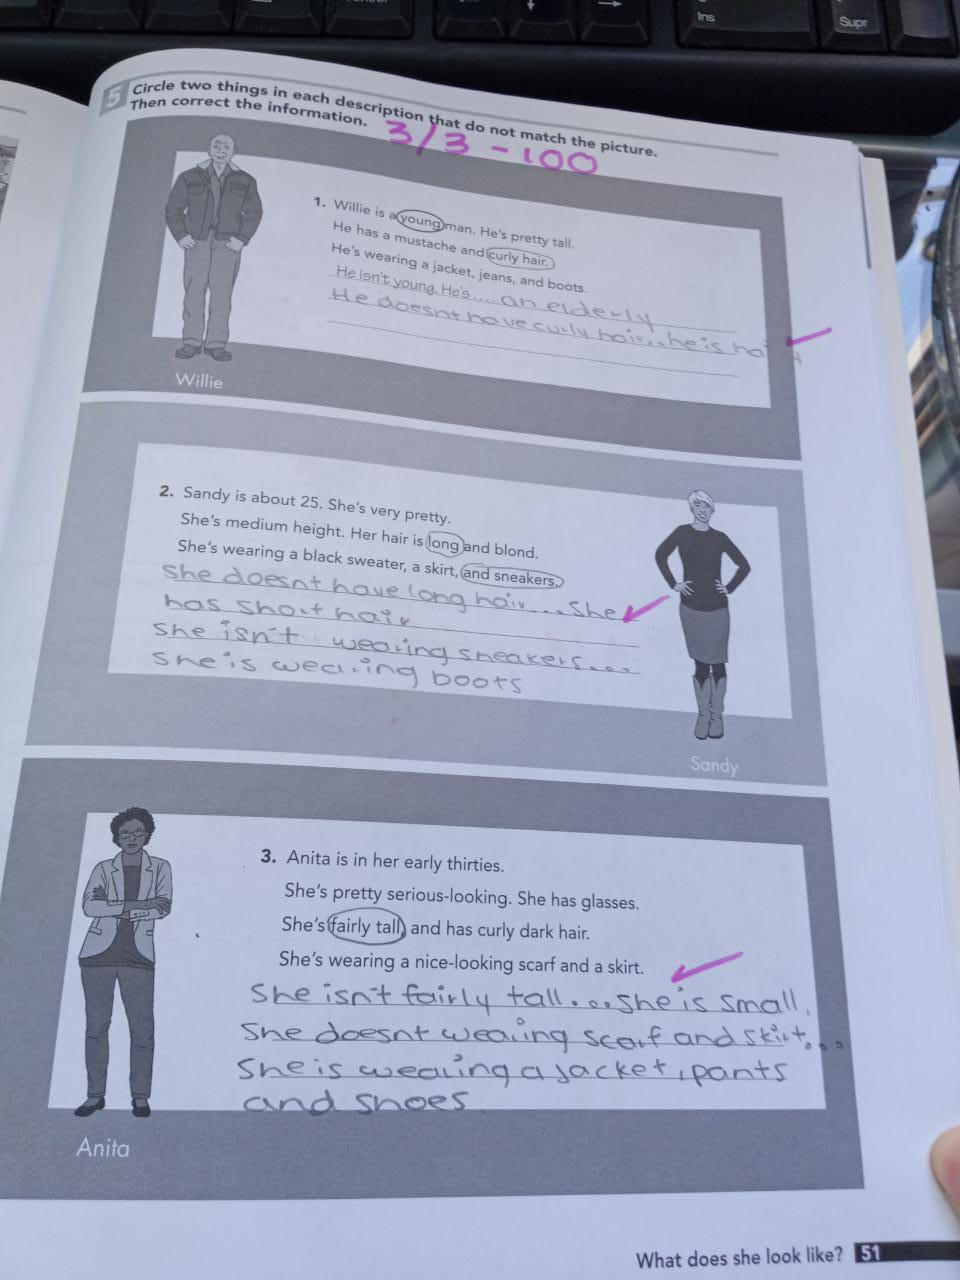 Ins
Supr
5 Circle two things in each description that do not match the picture.
Then correct the information.
3/3 - 100
1. Willie is a young man. He's pretty tall.
He has a mustache and curly hair.
He's wearing a jacket, jeans, and boots.
He isn't young. He's .... an elderly
He doesnt have curly hair... he is
Willie
2. Sandy is about 25. She's very pretty.
She's medium height. Her hair is long and blond.
She's wearing a black sweater, a skirt, and sneakers.
She doesnt have long hair.... She
has short hair
She isn't wearing sneakers....
She is wearing boots
Sandy
3. Anita is in her early thirties.
She's pretty serious-looking. She has glasses.
She's fairly tall, and has curly dark hair.
She's wearing a nice-looking scarf and a skirt.
She isn't fairly tall.... she is small.
She doesnt wearing scarf and skirt...
She is wearing a jacket, pants
and shoes
Anita
What does she look like? 51